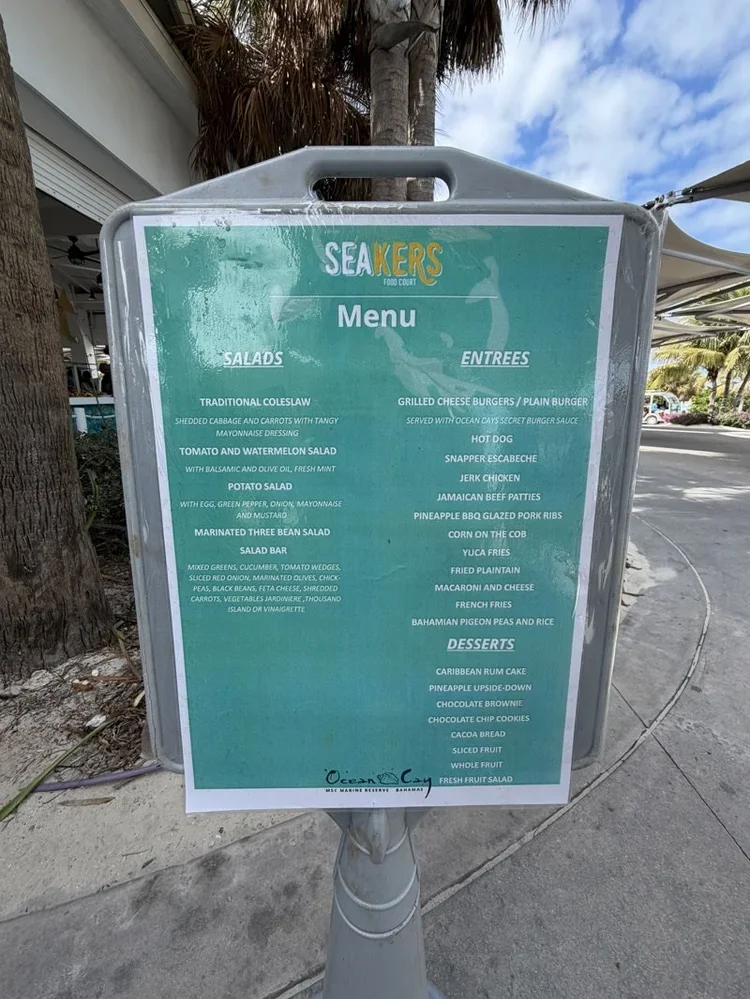 SEAKERS
FOOD COURT
Menu
SALADS
TRADITIONAL COLESLAW
SHEDDED CABBAGE AND CARROTS WITH TANGY
MAYONNAISE DRESSING
TOMATO AND WATERMELON SALAD
WITH BALSAMIC AND OLIVE OIL, FRESH MINT
POTATO SALAD
WITH EGG, GREEN PEPPER, ONION, MAYONNAISE
AND MUSTARD
MARINATED THREE BEAN SALAD
SALAD BAR
MIXED GREENS, CUCUMBER, TOMATO WEDGES,
SLICED RED ONION, MARINATED OLIVES, CHICK-
PEAS, BLACK BEANS, FETA CHEESE, SHREDDED
CARROTS, VEGETABLES JARDINIERE ,THOUSAND
ISLAND OR VINAIGRETTE
ENTREES
GRILLED CHEESE BURGERS / PLAIN BURGER
SERVED WITH OCEAN CAYS SECRET BURGER SAUCE
HOT DOG
SNAPPER ESCABECHE
JERK CHICKEN
JAMAICAN BEEF PATTIES
PINEAPPLE BBQ GLAZED PORK RIBS
CORN ON THE COB
YUCA FRIES
FRIED PLAINTAIN
MACARONI AND CHEESE
FRENCH FRIES
BAHAMIAN PIGEON PEAS AND RICE
DESSERTS
CARIBBEAN RUM CAKE
PINEAPPLE UPSIDE-DOWN
CHOCOLATE BROWNIE
CHOCOLATE CHIP COOKIES
CACOA BREAD
SLICED FRUIT
WHOLE FRUIT
FRESH FRUIT SALAD
Ocean Cay
MSC MARINE RESERVE BAHAMAS